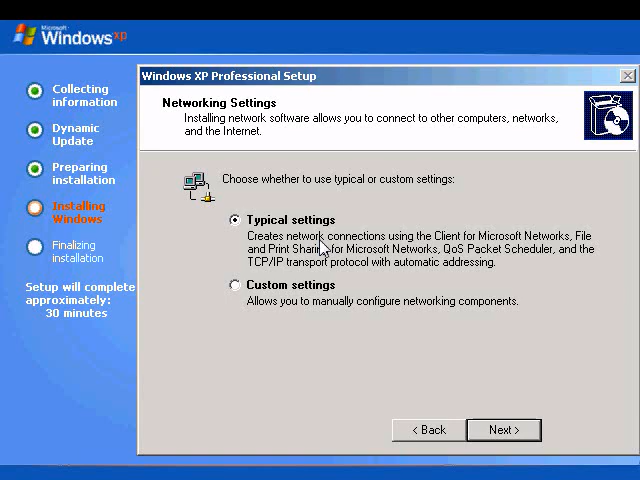 Microsoft
Windows xp
Collecting
information
Dynamic
Update
Preparing
installation
Installing
Windows
Finalizing
installation
Setup will complete
approximately:
30 minutes
Windows XP Professional Setup
Networking Settings
Installing network software allows you to connect to other computers, networks,
and the Internet.
Choose whether to use typical or custom settings:
Typical settings
Creates network connections using the Client for Microsoft Networks, File
and Print Sharing for Microsoft Networks, QoS Packet Scheduler, and the
TCP/IP transport protocol with automatic addressing.
Custom settings
Allows you to manually configure networking components.
< Back
Next >